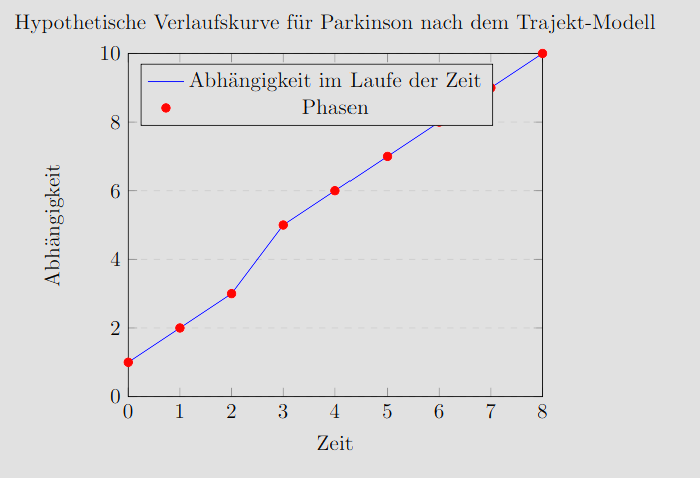 Hypothetische Verlaufskurve für Parkinson nach dem Trajekt-Modell
10
8
6
4
2
0
Abhängigkeit
Abhängigkeit im Laufe der Zeit
Phasen
0 1 2 3 4 5 6 7 8
Zeit